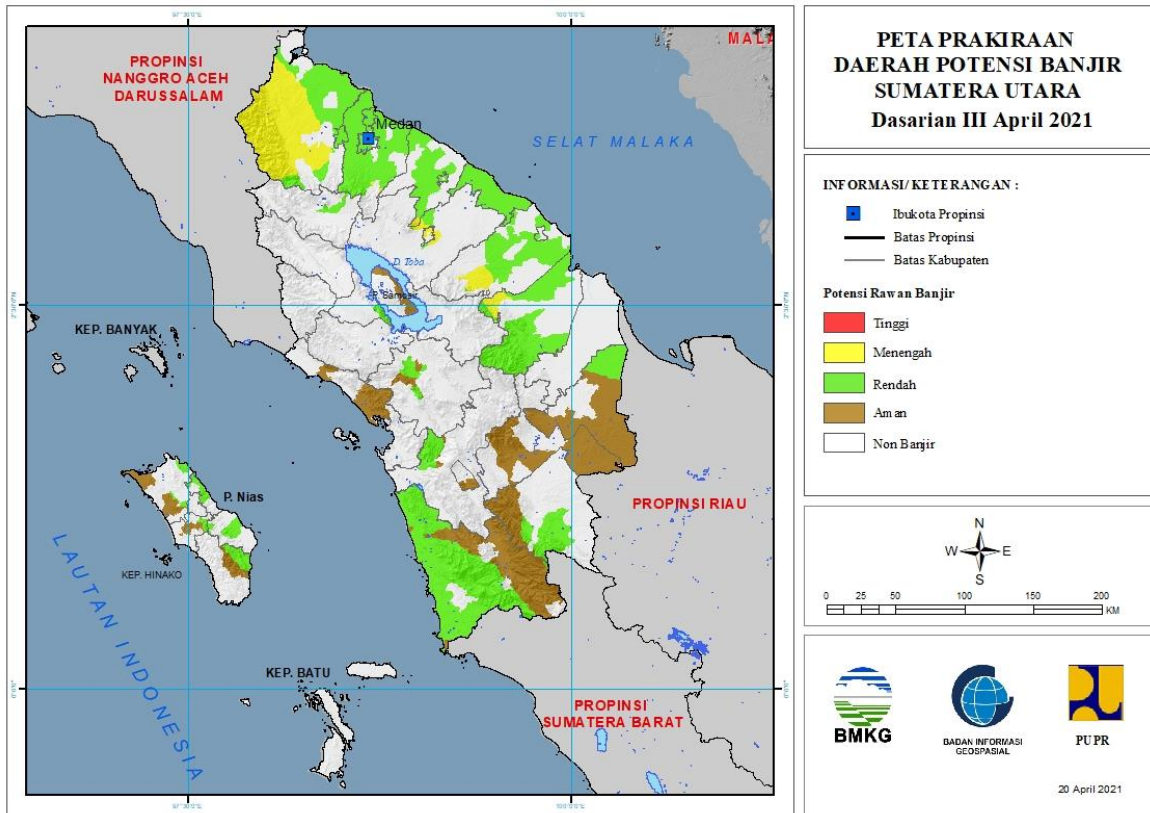 PETA PRAKIRAAN
DAERAH POTENSI BANJIR
SUMATERA UTARA
Dasarian III April 2021
INFORMASI/ KETERANGAN :
Ibukota Propinsi
Batas Propinsi
Batas Kabupaten
Potensi Rawan Banjir
Tinggi
Menengah
Rendah
Aman
Non Banjir
N
W E
S
0 25 50 100 150 200
KM
BMKG
BADAN INFORMASI
GEOSPASIAL
PUPR
20 April 2021
PROPINSI
NANGGRO ACEH
DARUSSALAM
MALA
Medan
SELAT MALAKA
D. Toba
P. Samosir
KEP. BANYAK
P. Nias
KEP. HINAKO
PROPINSI RIAU
LAUTAN INDONESIA
KEP. BATU
PROPINSI
SUMATERA BARAT